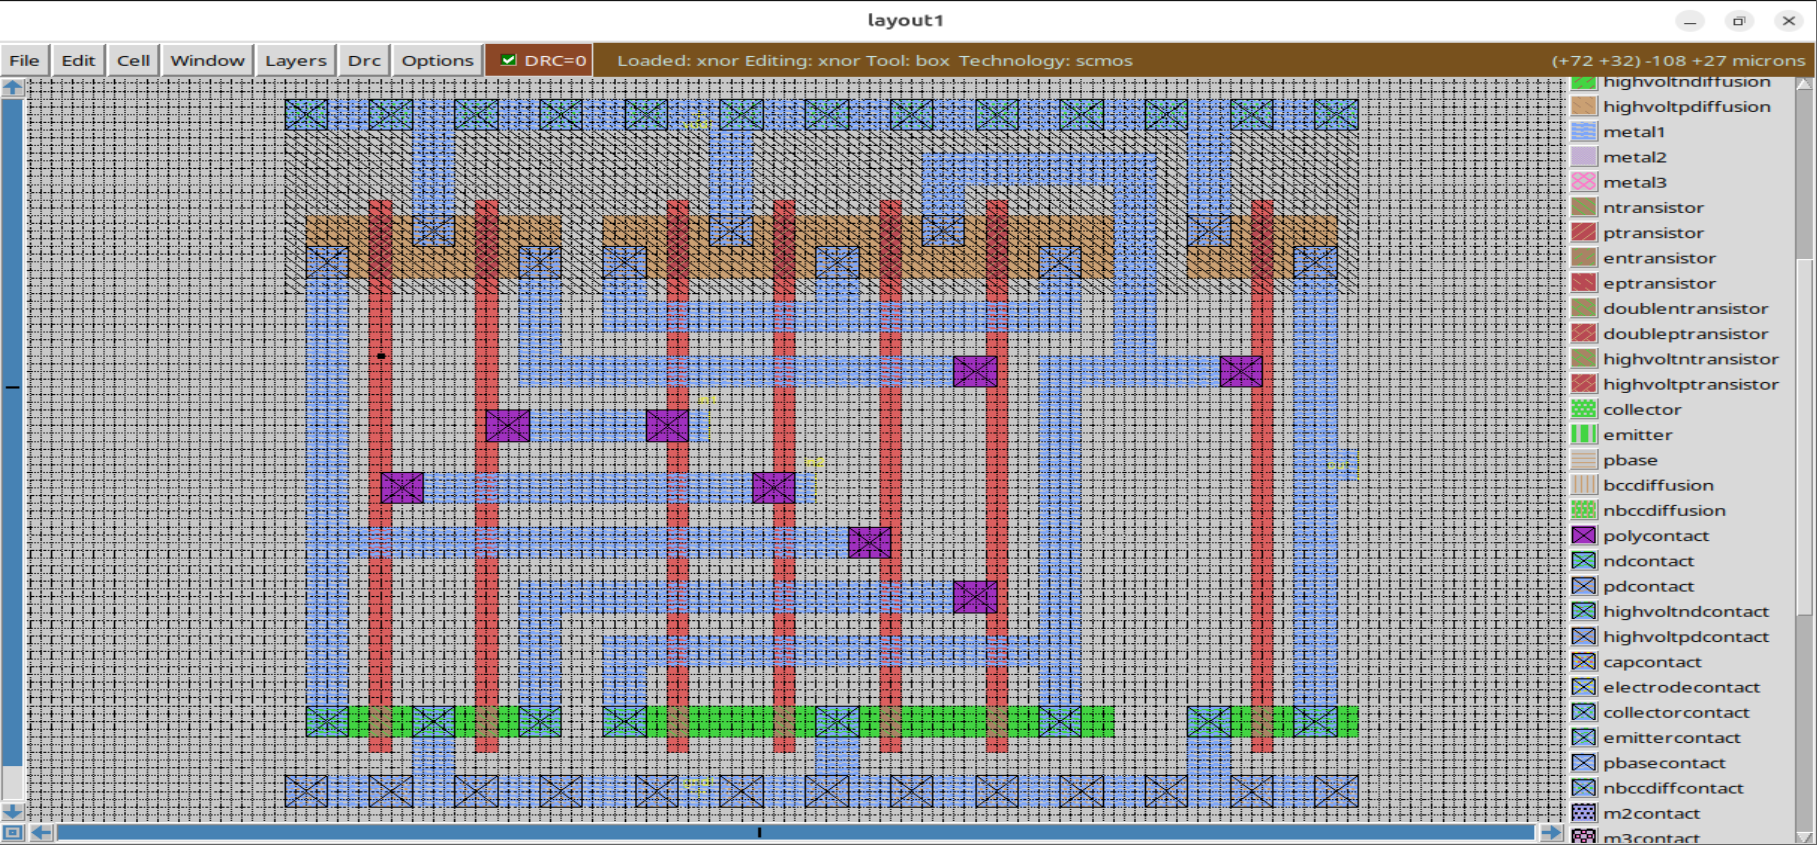 layout1
File Edit Cell Window Layers Drc Options DRC=0 Loaded: xnor Editing: xnor Tool: box Technology: scmos (+72 +32) -108 +27 microns
highvoltndiffusion
highvoltpdiffusion
metal1
metal2
metal3
ntransistor
ptransistor
entransistor
eptransistor
doublentransistor
doubleptransistor
highvoltntransistor
highvoltptransistor
collector
emitter
pbase
bccdiffusion
nbccdiffusion
polycontact
ndcontact
pdcontact
highvoltndcontact
highvoltpdcontact
capcontact
electrodecontact
collectorcontact
emittercontact
pbasecontact
nbccdiffcontact
m2contact
m3contact